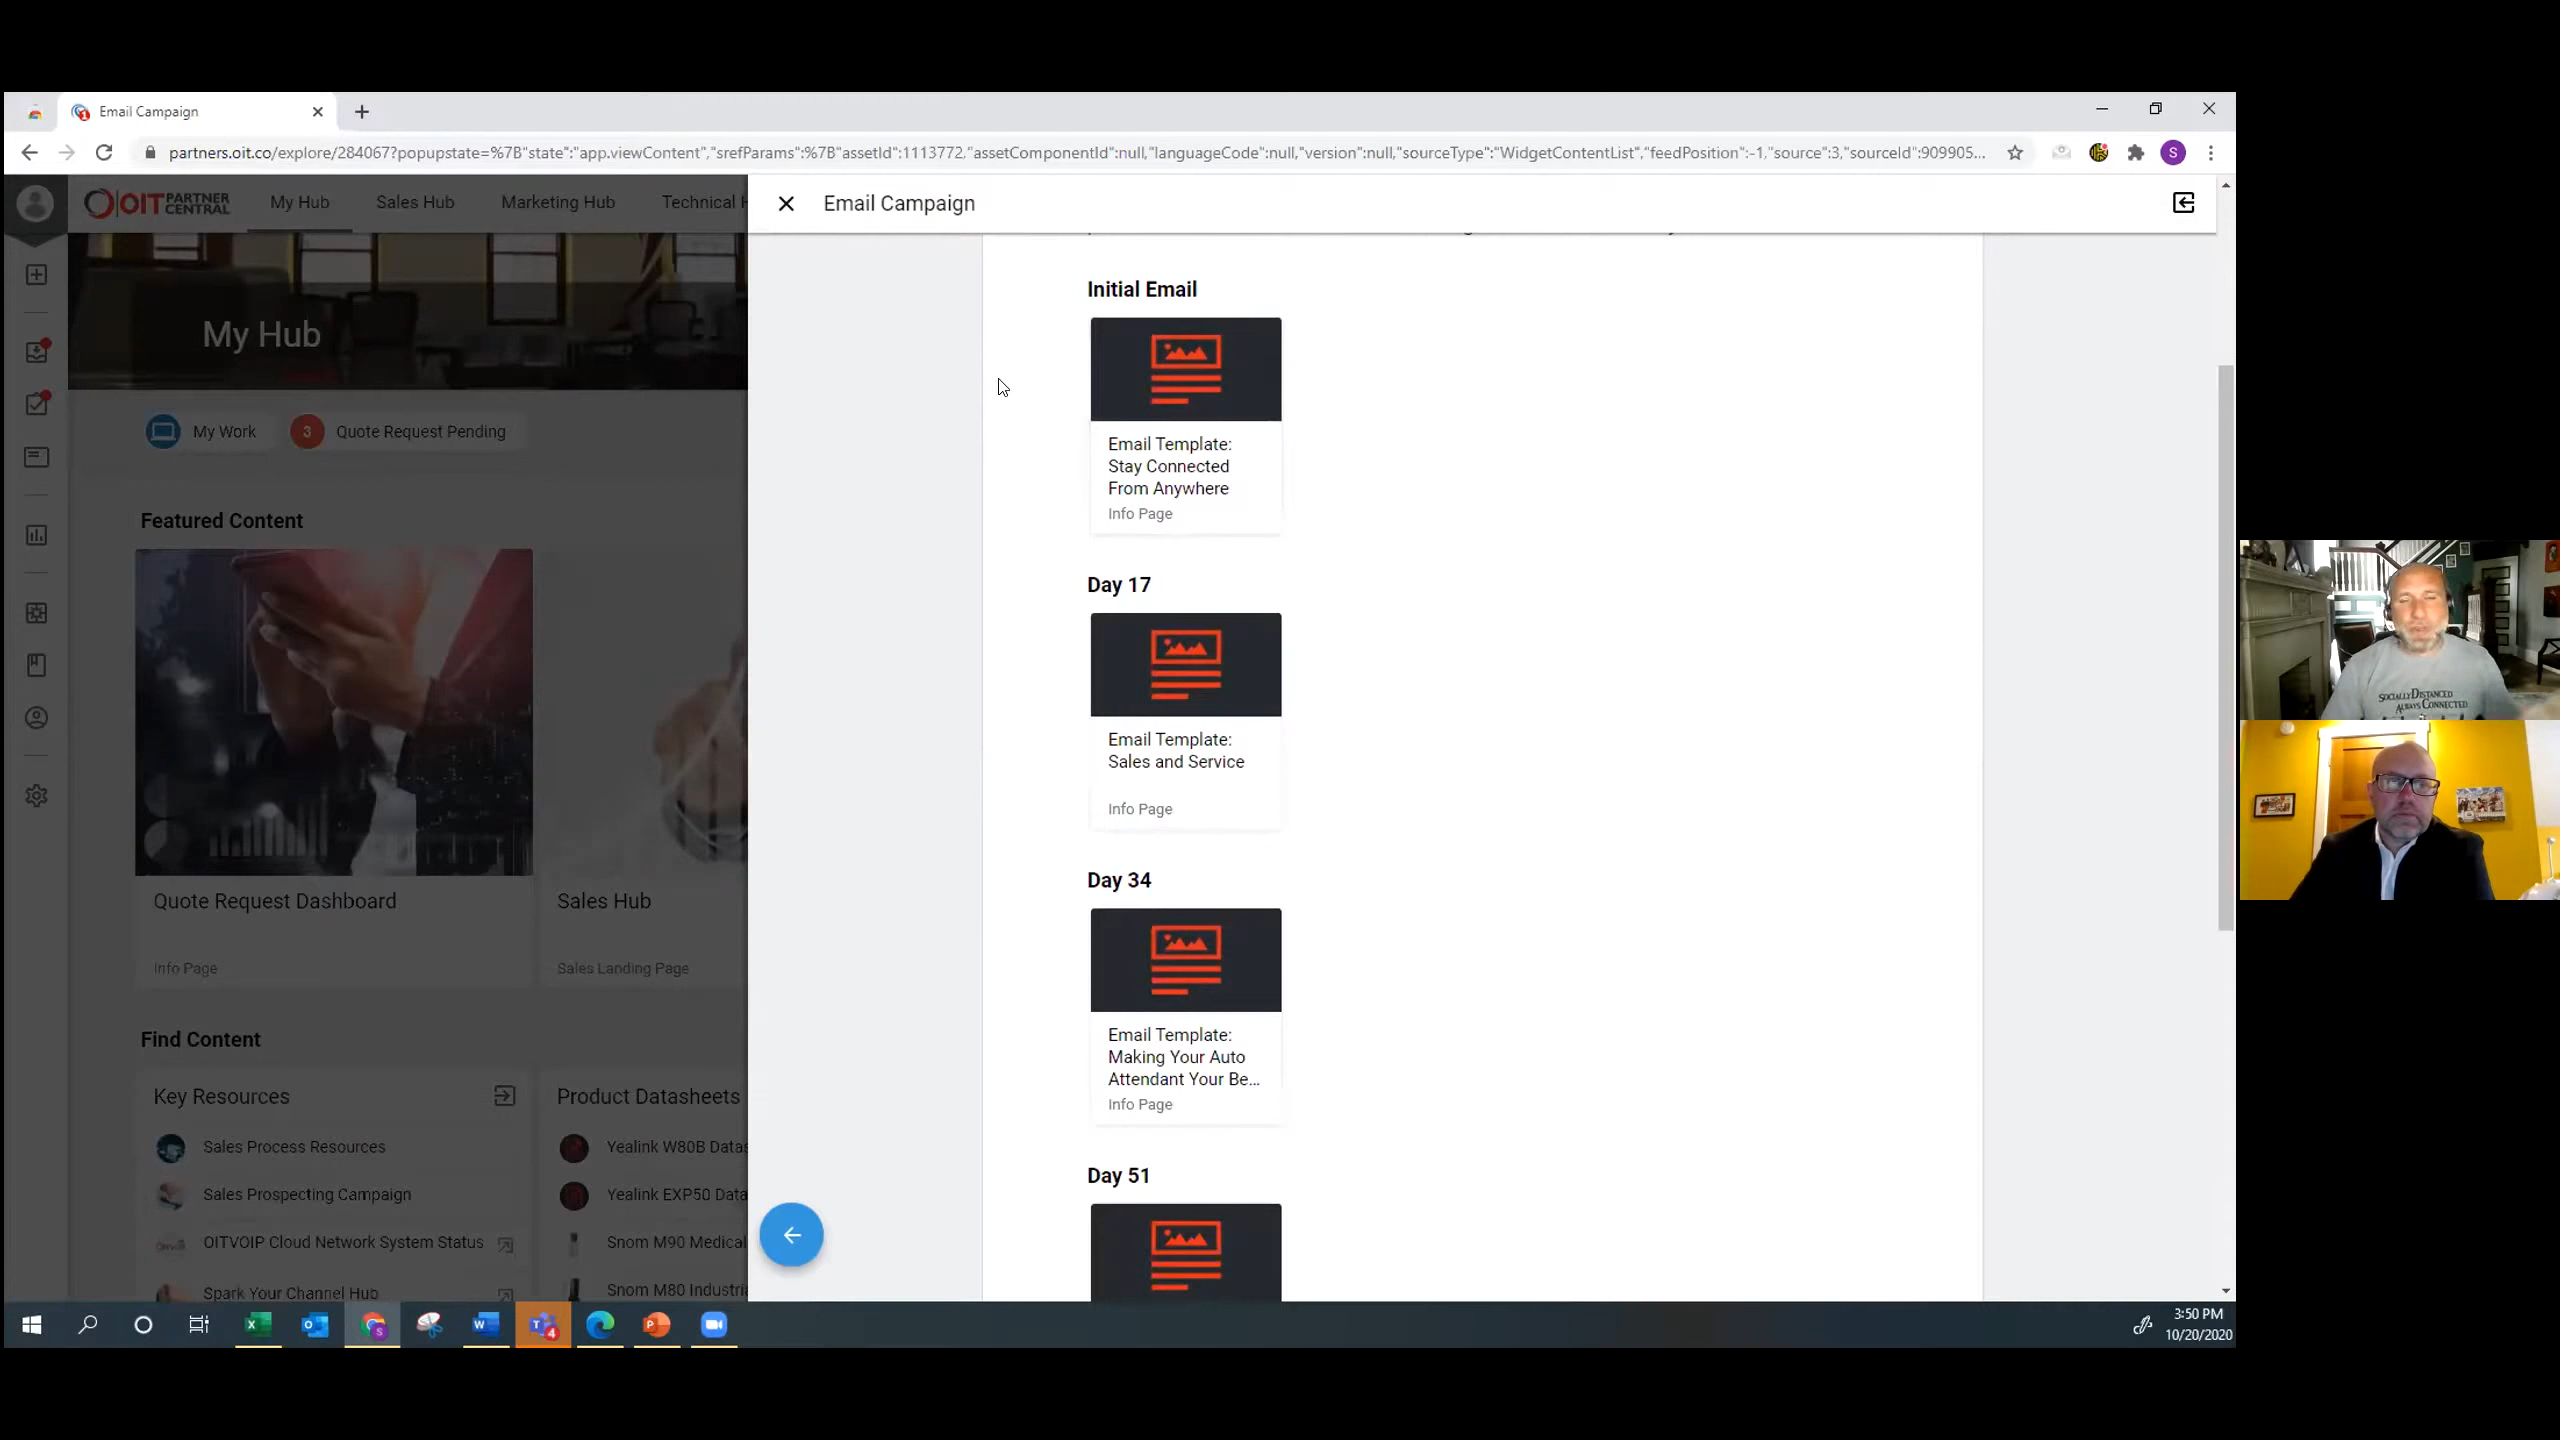 Email Campaign
partners.oit.co/explore/284067?popupstate=%7B"state":"app.viewContent","srefParams":%7B"assetId":1113772,"assetComponentId":null,"languageCode":null,"version":null,"sourceType":"WidgetContentList","feedPosition":-1,"source":3,"sourceId":909905...
S
OIT PARTNER CENTRAL
My Hub
Sales Hub
Marketing Hub
Technical H
Email Campaign
My Hub
My Work
3
Quote Request Pending
Featured Content
Quote Request Dashboard
Info Page
Sales Hub
Sales Landing Page
Find Content
Key Resources
Sales Process Resources
Sales Prospecting Campaign
OITVOIP Cloud Network System Status
Spark Your Channel Hub
Product Datasheets
Yealink W80B Datas
Yealink EXP50 Data
Snom M90 Medical
Snom M80 Industri
Initial Email
Email Template:
Stay Connected
From Anywhere
Info Page
Day 17
Email Template:
Sales and Service
Info Page
Day 34
Email Template:
Making Your Auto
Attendant Your Be...
Info Page
Day 51
SOCIALLY DISTANCED
ALWAYS CONNECTED
4
3:50 PM
10/20/2020